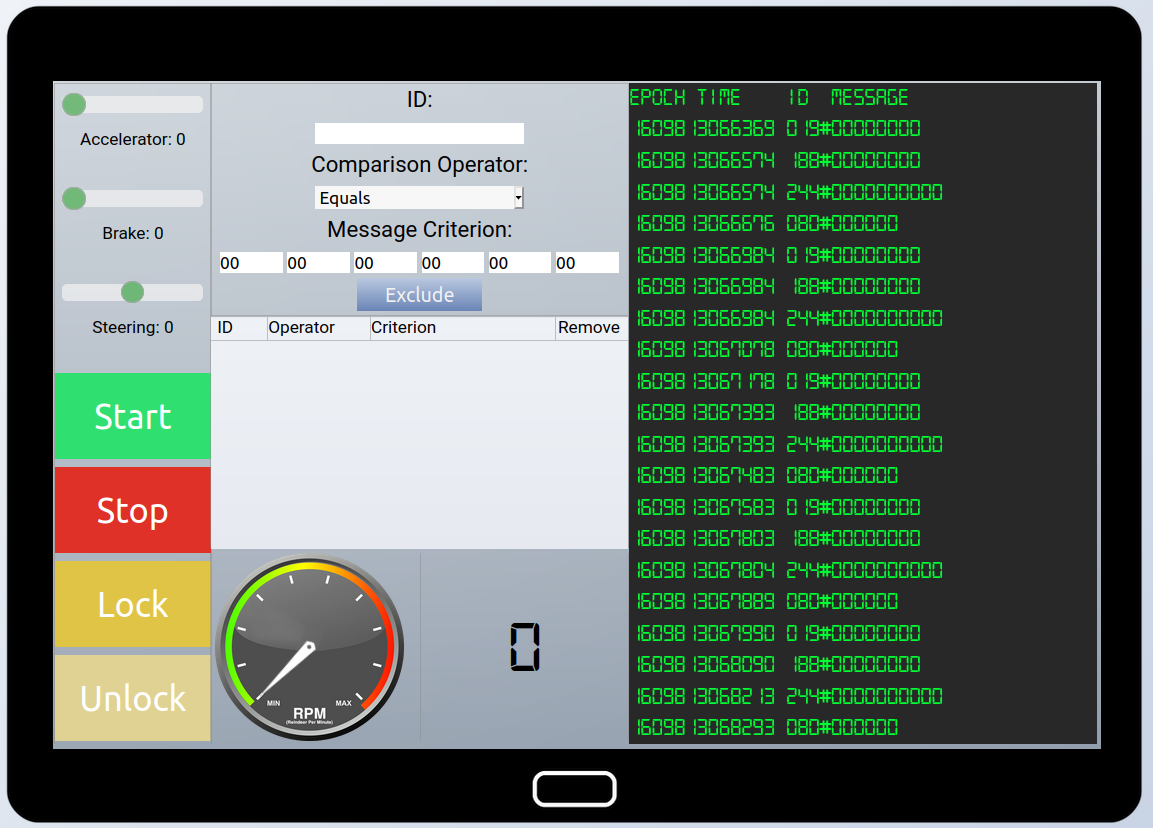 Accelerator: 0
Brake: 0
Steering: 0
Start
Stop
Lock
Unlock
ID:
Comparison Operator:
Equals
Message Criterion:
00 00 00 00 00 00
Exclude
ID Operator Criterion Remove
MIN MAX
RPM
(Reindeer Per Minute)
0
EPOCH TIME ID MESSAGE
1609813066369 019#00000000
1609813066574 188#00000000
1609813066574 244#0000000000
1609813066676 080#000000
1609813066984 019#00000000
1609813066984 188#00000000
1609813066984 244#0000000000
1609813067078 080#000000
1609813067178 019#00000000
1609813067393 188#00000000
1609813067393 244#0000000000
1609813067483 080#000000
1609813067583 019#00000000
1609813067803 188#00000000
1609813067804 244#0000000000
1609813067889 080#000000
1609813067990 019#00000000
1609813068090 188#00000000
1609813068213 244#0000000000
1609813068293 080#000000